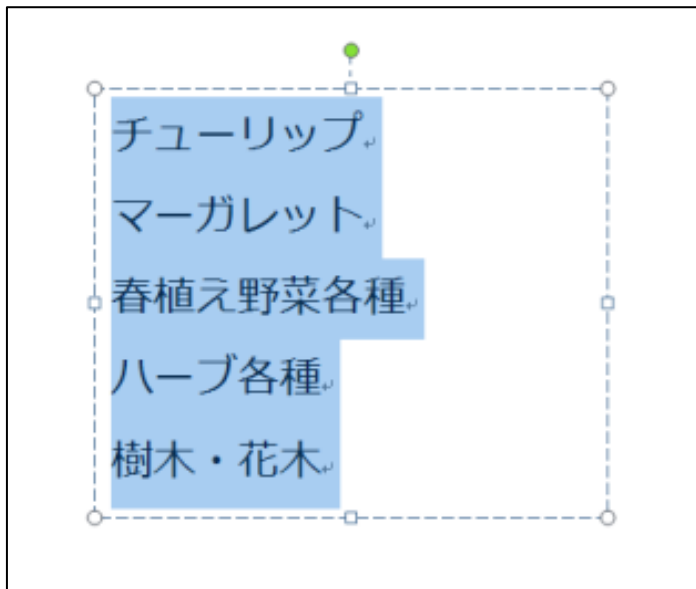 チューリップ
マーガレット
春植え野菜各種
ハーブ各種
樹木・花木